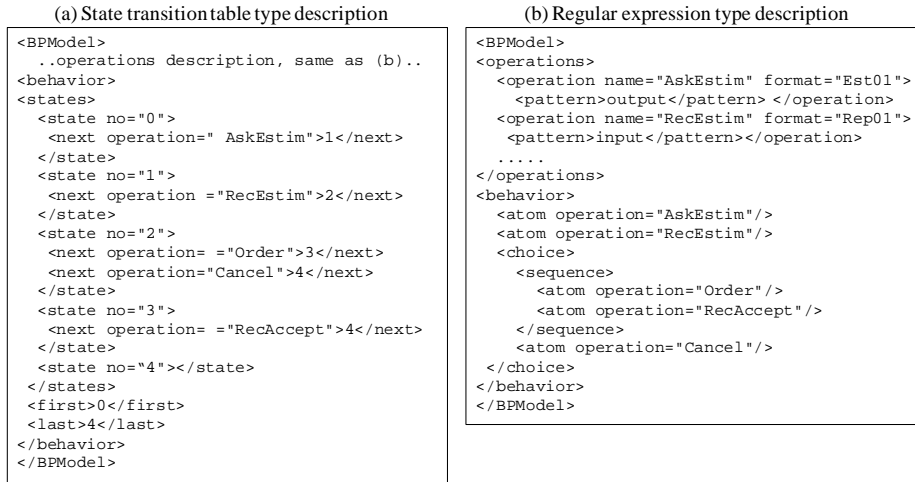 (a) State transition table type description
<BPModel>
..operations description, same as (b)..
<behavior>
<states>
<state no="0">
<next operation=" AskEstim">1</next>
</state>
<state no="1">
<next operation ="RecEstim">2</next>
</state>
<state no="2">
<next operation= ="Order">3</next>
<next operation="Cancel">4</next>
</state>
<state no="3">
<next operation= ="RecAccept">4</next>
</state>
<state no=“4"></state>
</states>
<first>0</first>
<last>4</last>
</behavior>
</BPModel>
(b) Regular expression type description
<BPModel>
<operations>
<operation name="AskEstim" format="Est01">
<pattern>output</pattern> </operation>
<operation name="RecEstim" format="Rep01">
<pattern>input</pattern></operation>
.....
</operations>
<behavior>
<atom operation="AskEstim"/>
<atom operation="RecEstim"/>
<choice>
<sequence>
<atom operation="Order"/>
<atom operation="RecAccept"/>
</sequence>
<atom operation="Cancel"/>
</choice>
</behavior>
</BPModel>